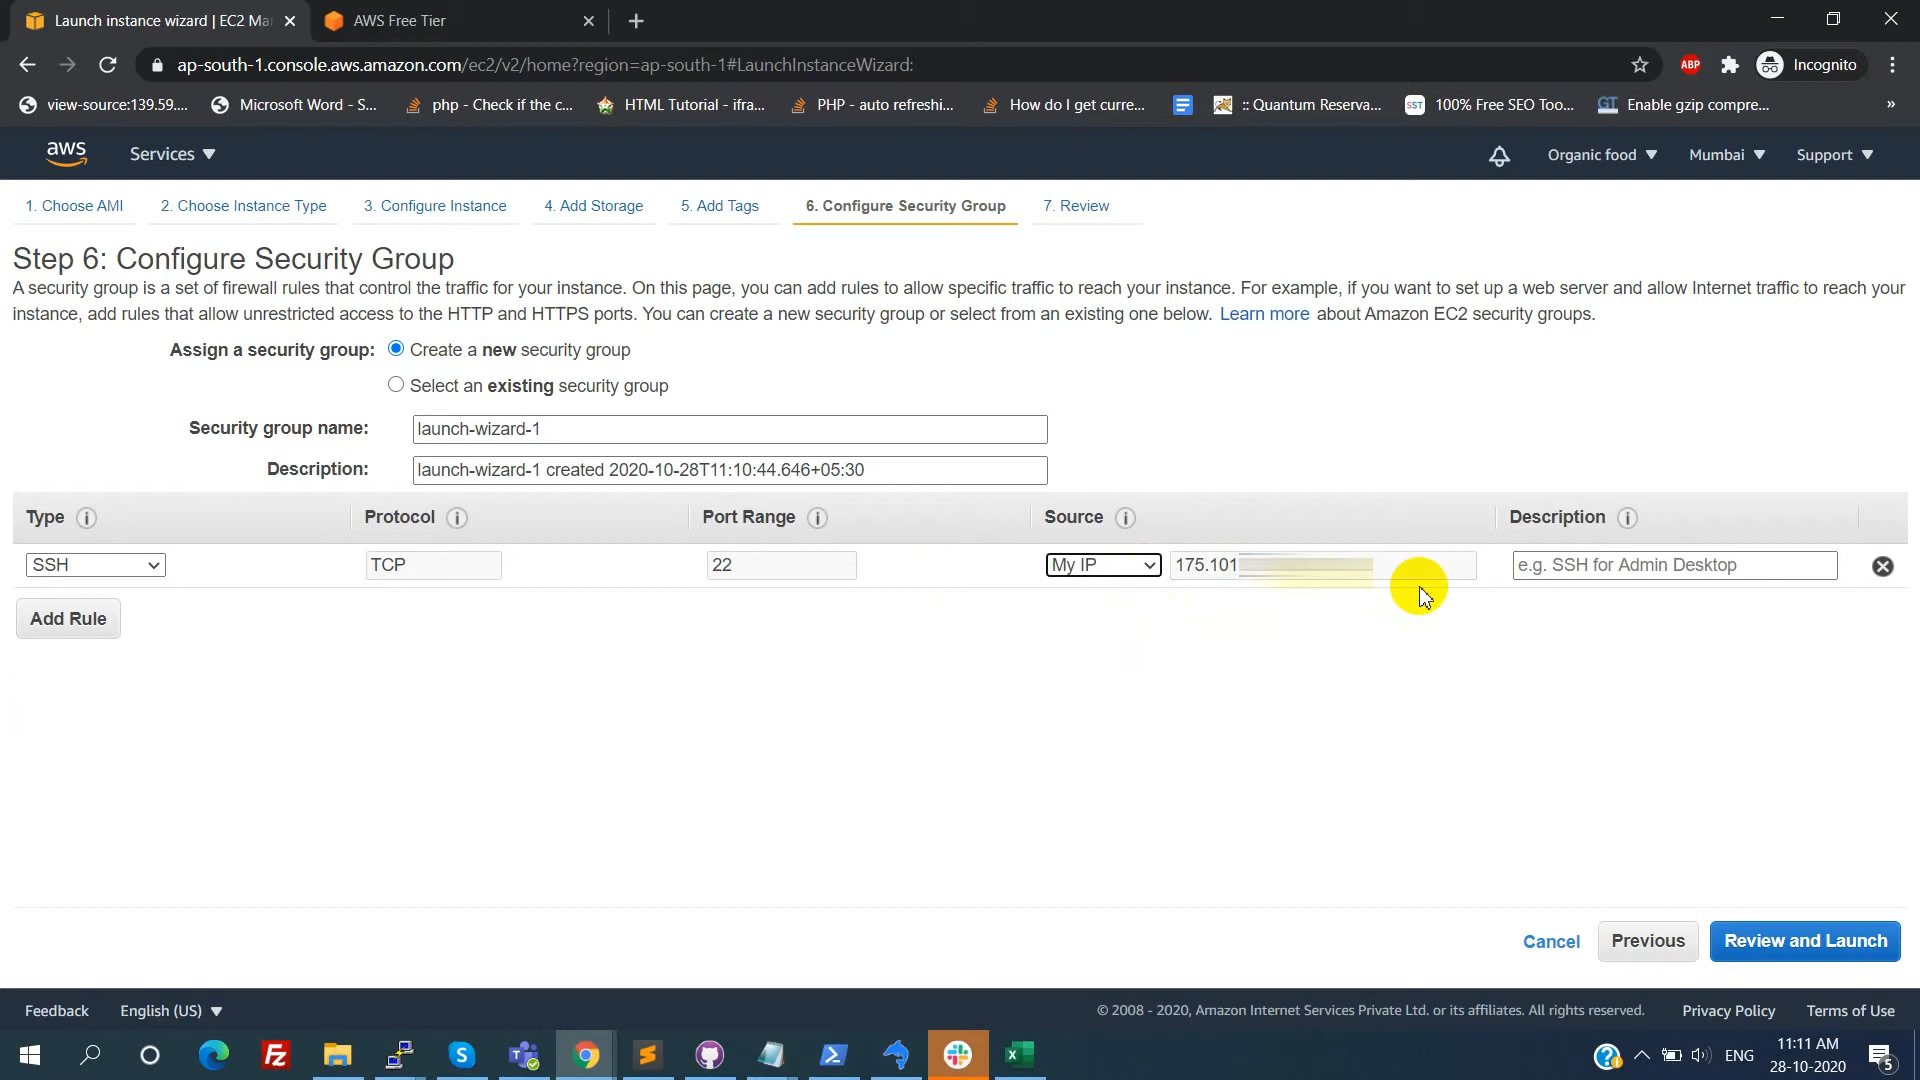 Launch instance wizard | EC2 Ma
AWS Free Tier
ap-south-1.console.aws.amazon.com/ec2/v2/home?region=ap-south-1#LaunchInstanceWizard:
ABP
Incognito
view-source:139.59....
Microsoft Word - S...
php - Check if the c...
HTML Tutorial - ifra...
PHP - auto refreshi...
How do I get curre...
:: Quantum Reserva...
SST
100% Free SEO Too...
GT
Enable gzip compre...
»
aws
Services
Organic food
Mumbai
Support
1. Choose AMI
2. Choose Instance Type
3. Configure Instance
4. Add Storage
5. Add Tags
6. Configure Security Group
7. Review
Step 6: Configure Security Group
A security group is a set of firewall rules that control the traffic for your instance. On this page, you can add rules to allow specific traffic to reach your instance. For example, if you want to set up a web server and allow Internet traffic to reach your
instance, add rules that allow unrestricted access to the HTTP and HTTPS ports. You can create a new security group or select from an existing one below. Learn more about Amazon EC2 security groups.
Assign a security group:
Create a new security group
Select an existing security group
Security group name:
launch-wizard-1
Description:
launch-wizard-1 created 2020-10-28T11:10:44.646+05:30
Type
Protocol
Port Range
Source
Description
SSH
TCP
22
My IP
175.101
e.g. SSH for Admin Desktop
Add Rule
Cancel
Previous
Review and Launch
Feedback
English (US)
© 2008 - 2020, Amazon Internet Services Private Ltd. or its affiliates. All rights reserved.
Privacy Policy
Terms of Use
ENG
11:11 AM
28-10-2020
5